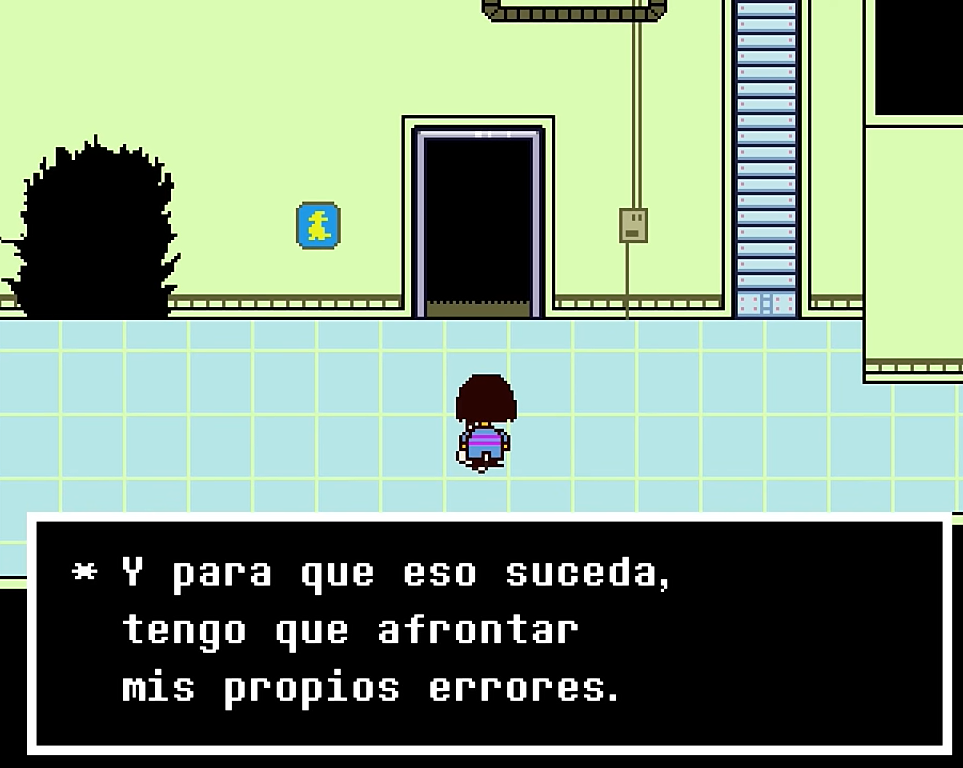 * Y para que eso suceda,
tengo que afrontar
mis propios errores.